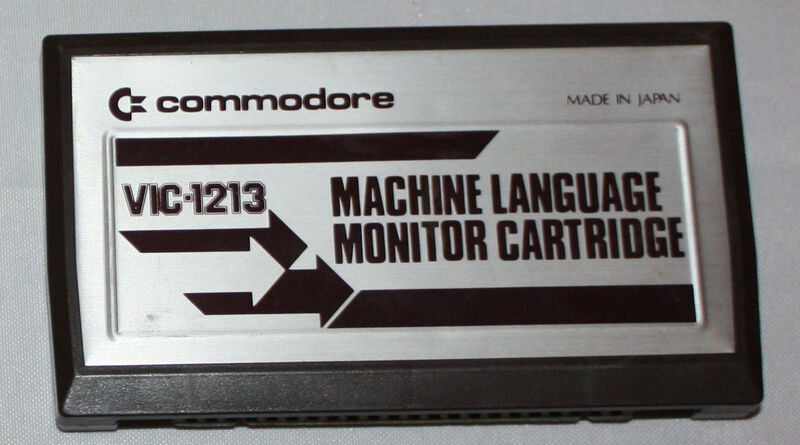 commodore
MADE IN JAPAN
VIC-1213
MACHINE LANGUAGE
MONITOR CARTRIDGE